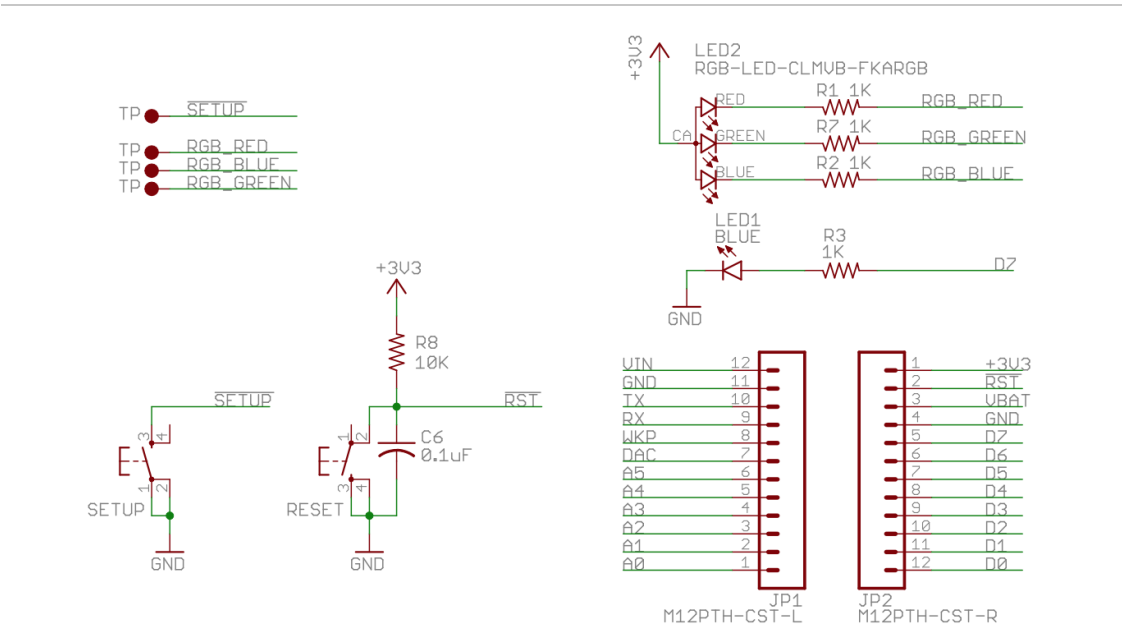 TP SETUP
TP RGB_RED
TP RGB_BLUE
TP RGB_GREEN
+3V3
LED2
RGB-LED-CLMVB-FKARGB
RED R1 1K RGB_RED
CA GREEN R7 1K RGB_GREEN
BLUE R2 1K RGB_BLUE
LED1
BLUE
R3
1K
D7
GND
+3V3
R8
10K
SETUP
3 4
1 2
SETUP
GND
RST
1 2
C6
0.1uF
3 4
RESET
GND
VIN 12
GND 11
TX 10
RX 9
WKP 8
DAC 7
A5 6
A4 5
A3 4
A2 3
A1 2
A0 1
JP1
M12PTH-CST-L
1 +3V3
2 RST
3 VBAT
4 GND
5 D7
6 D6
7 D5
8 D4
9 D3
10 D2
11 D1
12 D0
JP2
M12PTH-CST-R